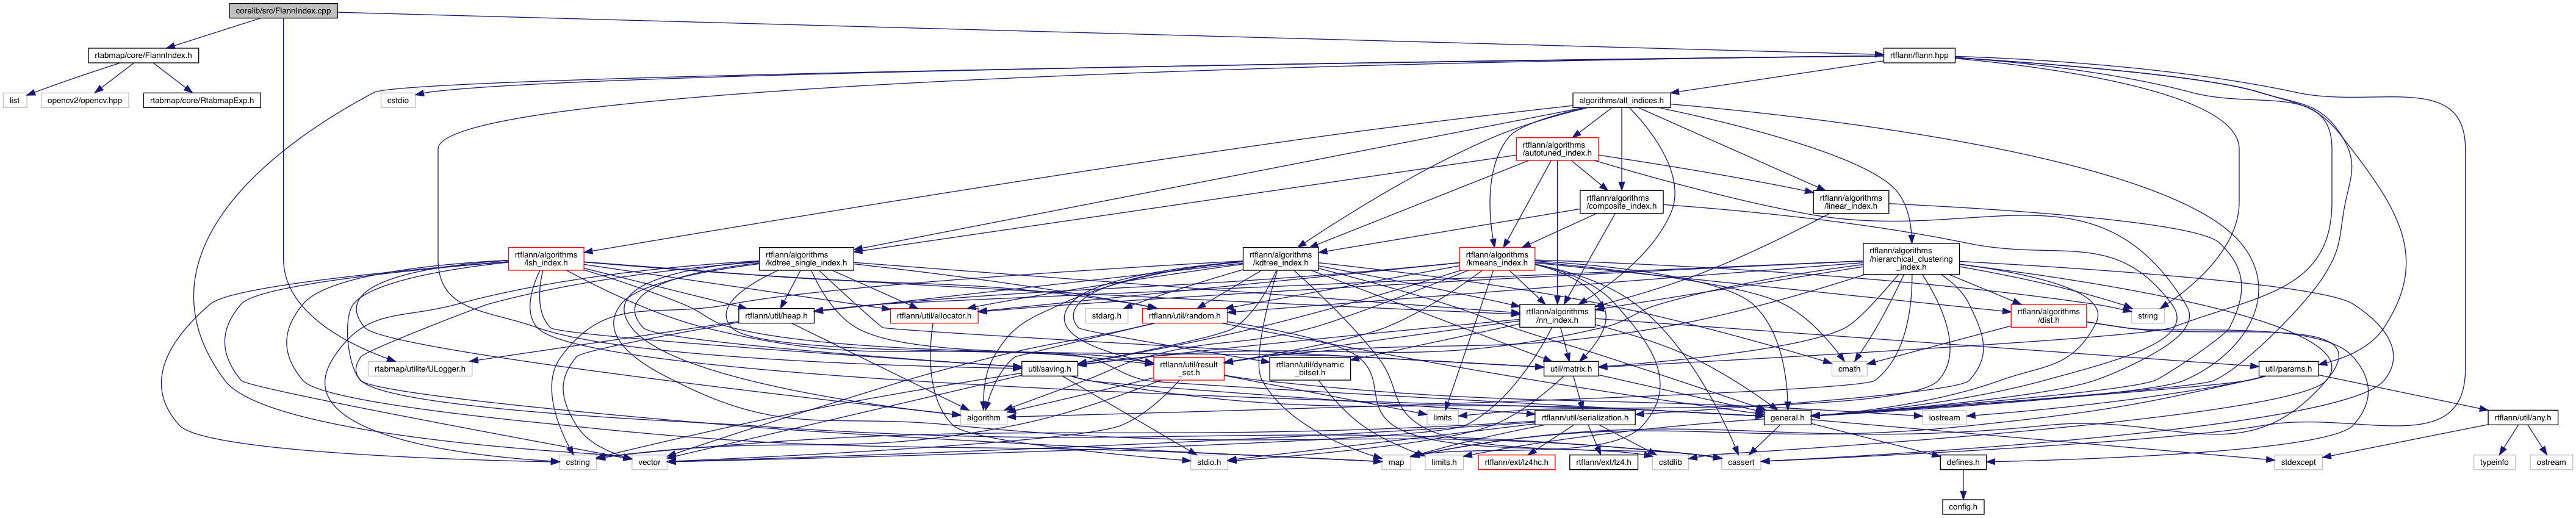 corelib/src/FlannIndex.cpp
rtabmap/core/FlannIndex.h
rtflann/flann.hpp
list
opencv2/opencv.hpp
rtabmap/core/RtabmapExp.h
cstdio
algorithms/all_indices.h
rtflann/algorithms
/autotuned_index.h
rtflann/algorithms
/composite_index.h
rtflann/algorithms
/linear_index.h
rtflann/algorithms
/lsh_index.h
rtflann/algorithms
/kdtree_single_index.h
rtflann/algorithms
/kdtree_index.h
rtflann/algorithms
/kmeans_index.h
rtflann/algorithms
/hierarchical_clustering
_index.h
rtflann/util/heap.h
rtflann/util/allocator.h
stdarg.h
rtflann/util/random.h
rtflann/algorithms
/nn_index.h
rtflann/algorithms
/dist.h
string
rtabmap/utilite/ULogger.h
util/saving.h
rtflann/util/result
_set.h
rtflann/util/dynamic
_bitset.h
util/matrix.h
cmath
util/params.h
algorithm
limits
rtflann/util/serialization.h
general.h
iostream
rtflann/util/any.h
cstring
vector
stdio.h
map
limits.h
rtflann/ext/lz4hc.h
rtflann/ext/lz4.h
cstdlib
cassert
defines.h
stdexcept
typeinfo
ostream
config.h